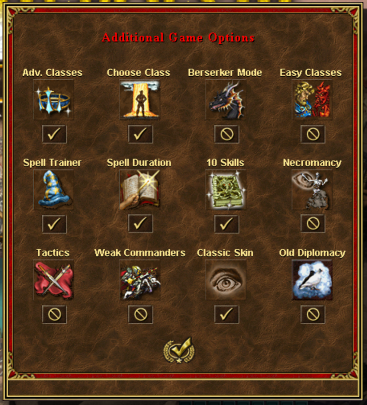 Additional Game Options
Adv. Classes Choose Class Berserker Mode Easy Classes
Spell Trainer Spell Duration 10 Skills Necromancy
Tactics Weak Commanders Classic Skin Old Diplomacy